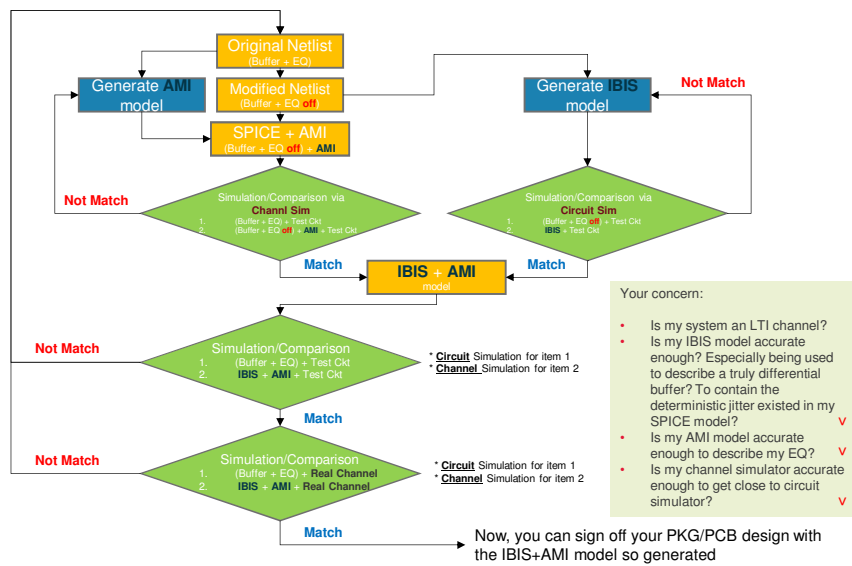 Original Netlist
(Buffer + EQ)
Generate AMI
model
Modified Netlist
(Buffer + EQ off)
Generate IBIS
model
Not Match
SPICE + AMI
(Buffer + EQ off) + AMI
Not Match
Simulation/Comparison via
Channl Sim
1. (Buffer + EQ) + Test Ckt
2. (Buffer + EQ off) + AMI + Test Ckt
Simulation/Comparison via
Circuit Sim
1. (Buffer + EQ off) + Test Ckt
2. IBIS + Test Ckt
Match
Match
IBIS + AMI
model
Not Match
Simulation/Comparison
1. (Buffer + EQ) + Test Ckt
2. IBIS + AMI + Test Ckt
* Circuit Simulation for item 1
* Channel Simulation for item 2
Match
Not Match
Simulation/Comparison
1. (Buffer + EQ) + Real Channel
2. IBIS + AMI + Real Channel
* Circuit Simulation for item 1
* Channel Simulation for item 2
Match
Now, you can sign off your PKG/PCB design with
the IBIS+AMI model so generated
Your concern:
• Is my system an LTI channel?
• Is my IBIS model accurate
enough? Especially being used
to describe a truly differential
buffer? To contain the
deterministic jitter existed in my
SPICE model? v
• Is my AMI model accurate
enough to describe my EQ? v
• Is my channel simulator accurate
enough to get close to circuit
simulator? v